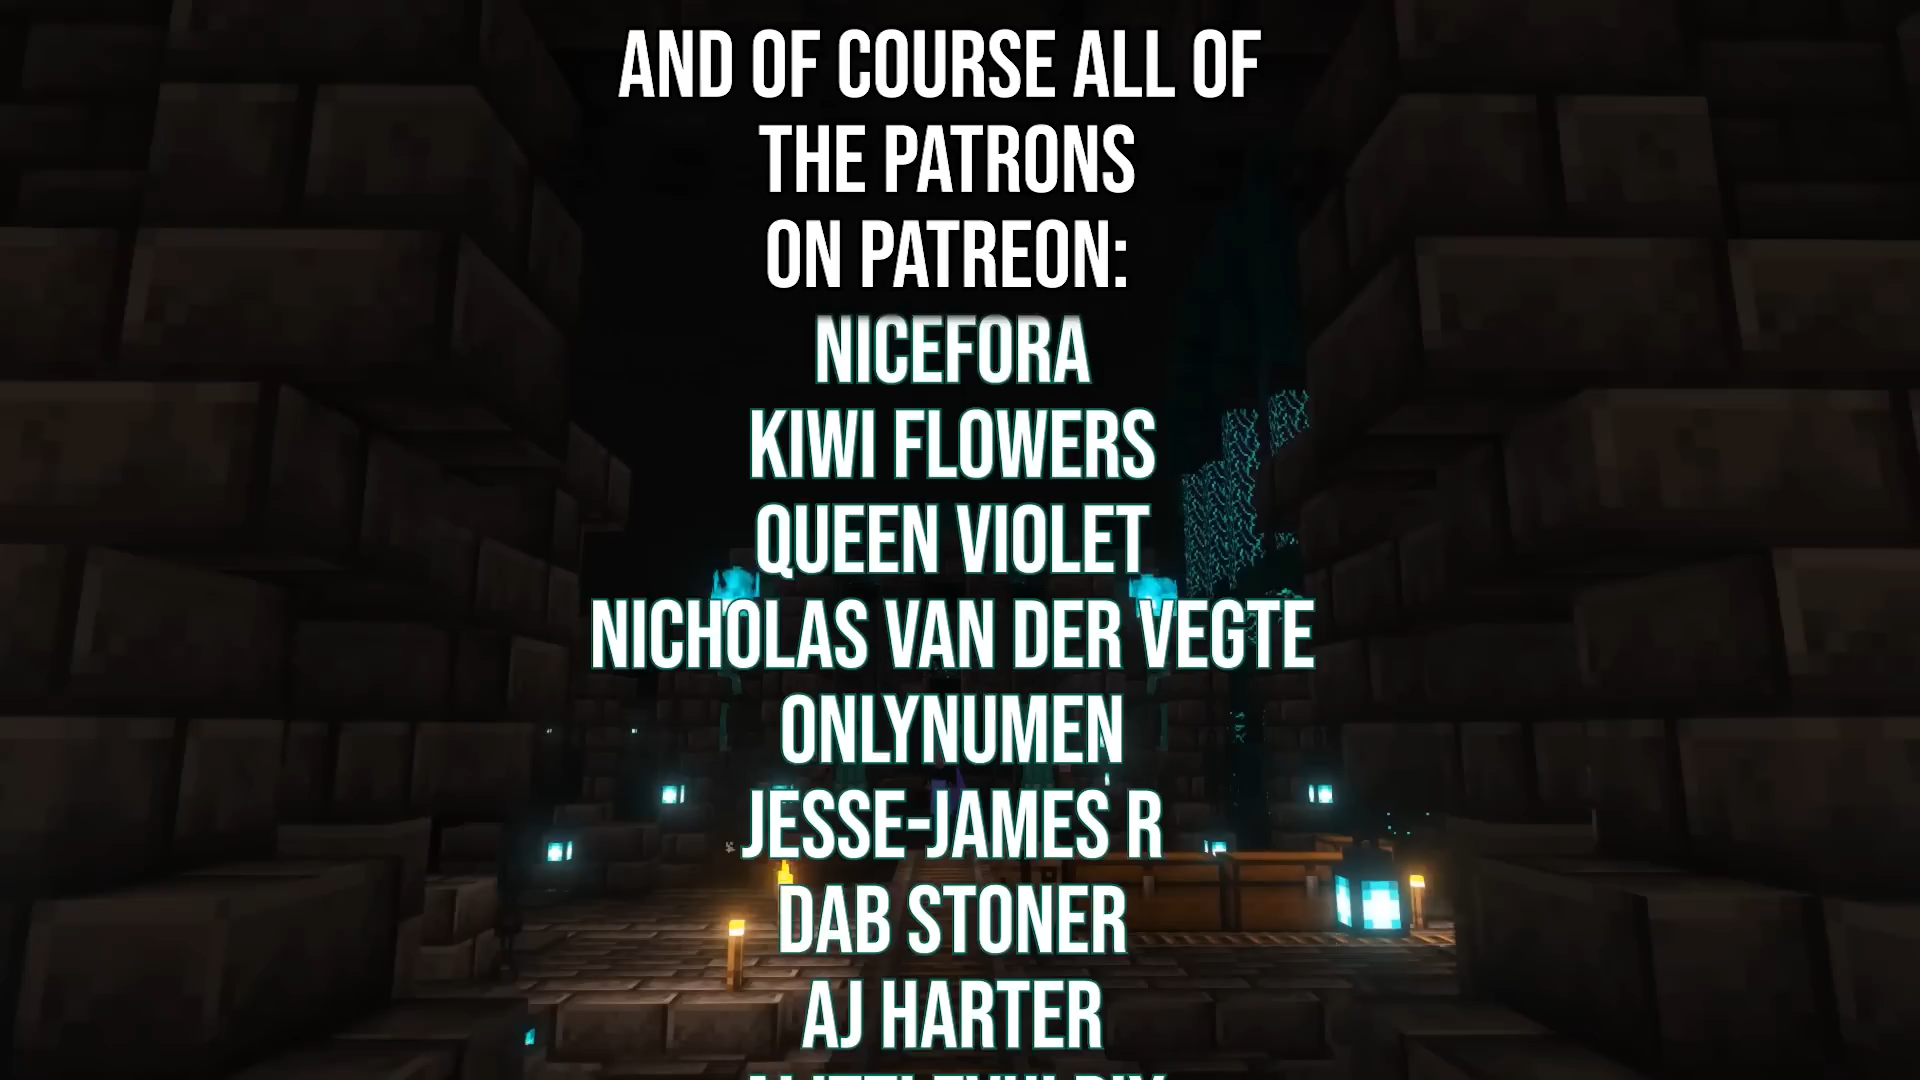 AND OF COURSE ALL OF
THE PATRONS
ON PATREON:
NICEFORA
KIWI FLOWERS
QUEEN VIOLET
NICHOLAS VAN DER VEGTE
ONLYNUMEN
JESSE-JAMES R
DAB STONER
AJ HARTER